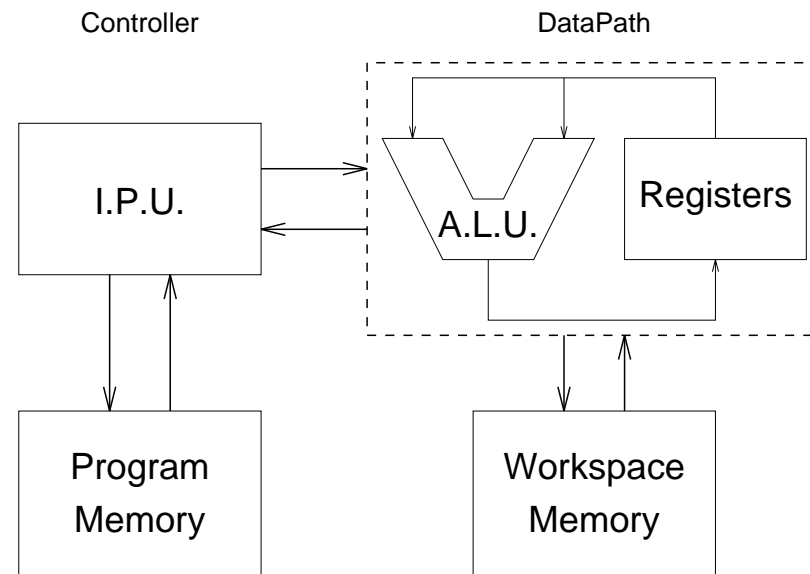 Controller
DataPath
I.P.U.
A.L.U.
Registers
Program
Memory
Workspace
Memory